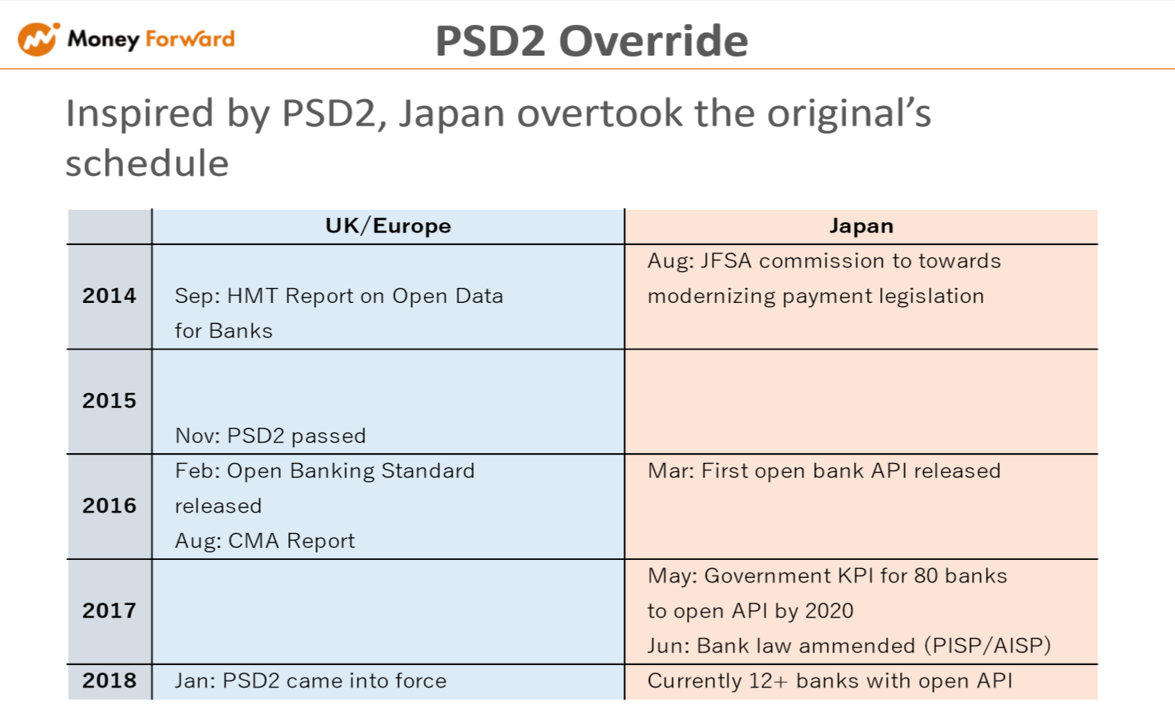 Money Forward
PSD2 Override
Inspired by PSD2, Japan overtook the original’s
schedule
UK/Europe
Japan
2014
Sep: HMT Report on Open Data
for Banks
Aug: JFSA commission to towards
modernizing payment legislation
2015
Nov: PSD2 passed
2016
Feb: Open Banking Standard
released
Aug: CMA Report
Mar: First open bank API released
2017
May: Government KPI for 80 banks
to open API by 2020
Jun: Bank law ammended (PISP/AISP)
2018
Jan: PSD2 came into force
Currently 12+ banks with open API